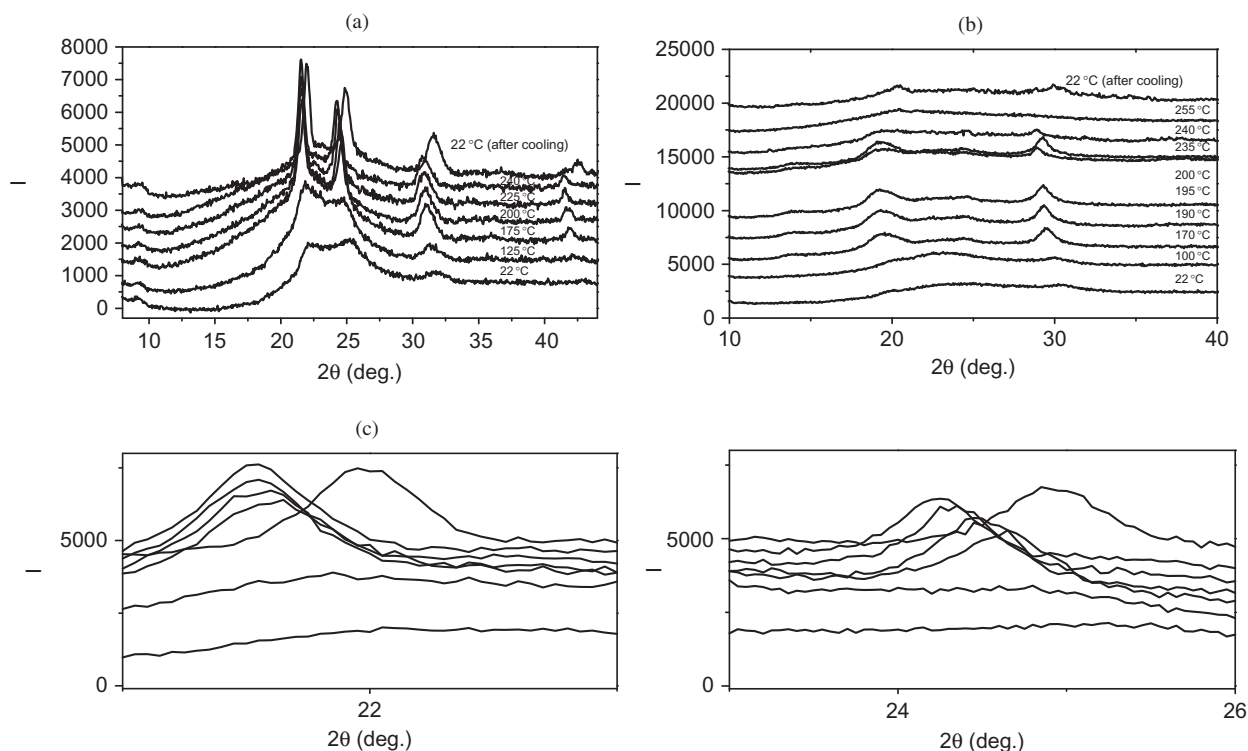 (a)
8000
7000
6000
5000
4000
3000
2000
1000
0
I
22 °C (after cooling)
240 °C
225 °C
200 °C
175 °C
125 °C
22 °C
10 15 20 25 30 35 40
2θ (deg.)
(b)
25000
20000
15000
10000
5000
0
I
22 °C (after cooling)
255 °C
240 °C
235 °C
200 °C
195 °C
190 °C
170 °C
100 °C
22 °C
10 20 30 40
2θ (deg.)
(c)
5000
0
I
22
2θ (deg.)
5000
0
I
24 26
2θ (deg.)